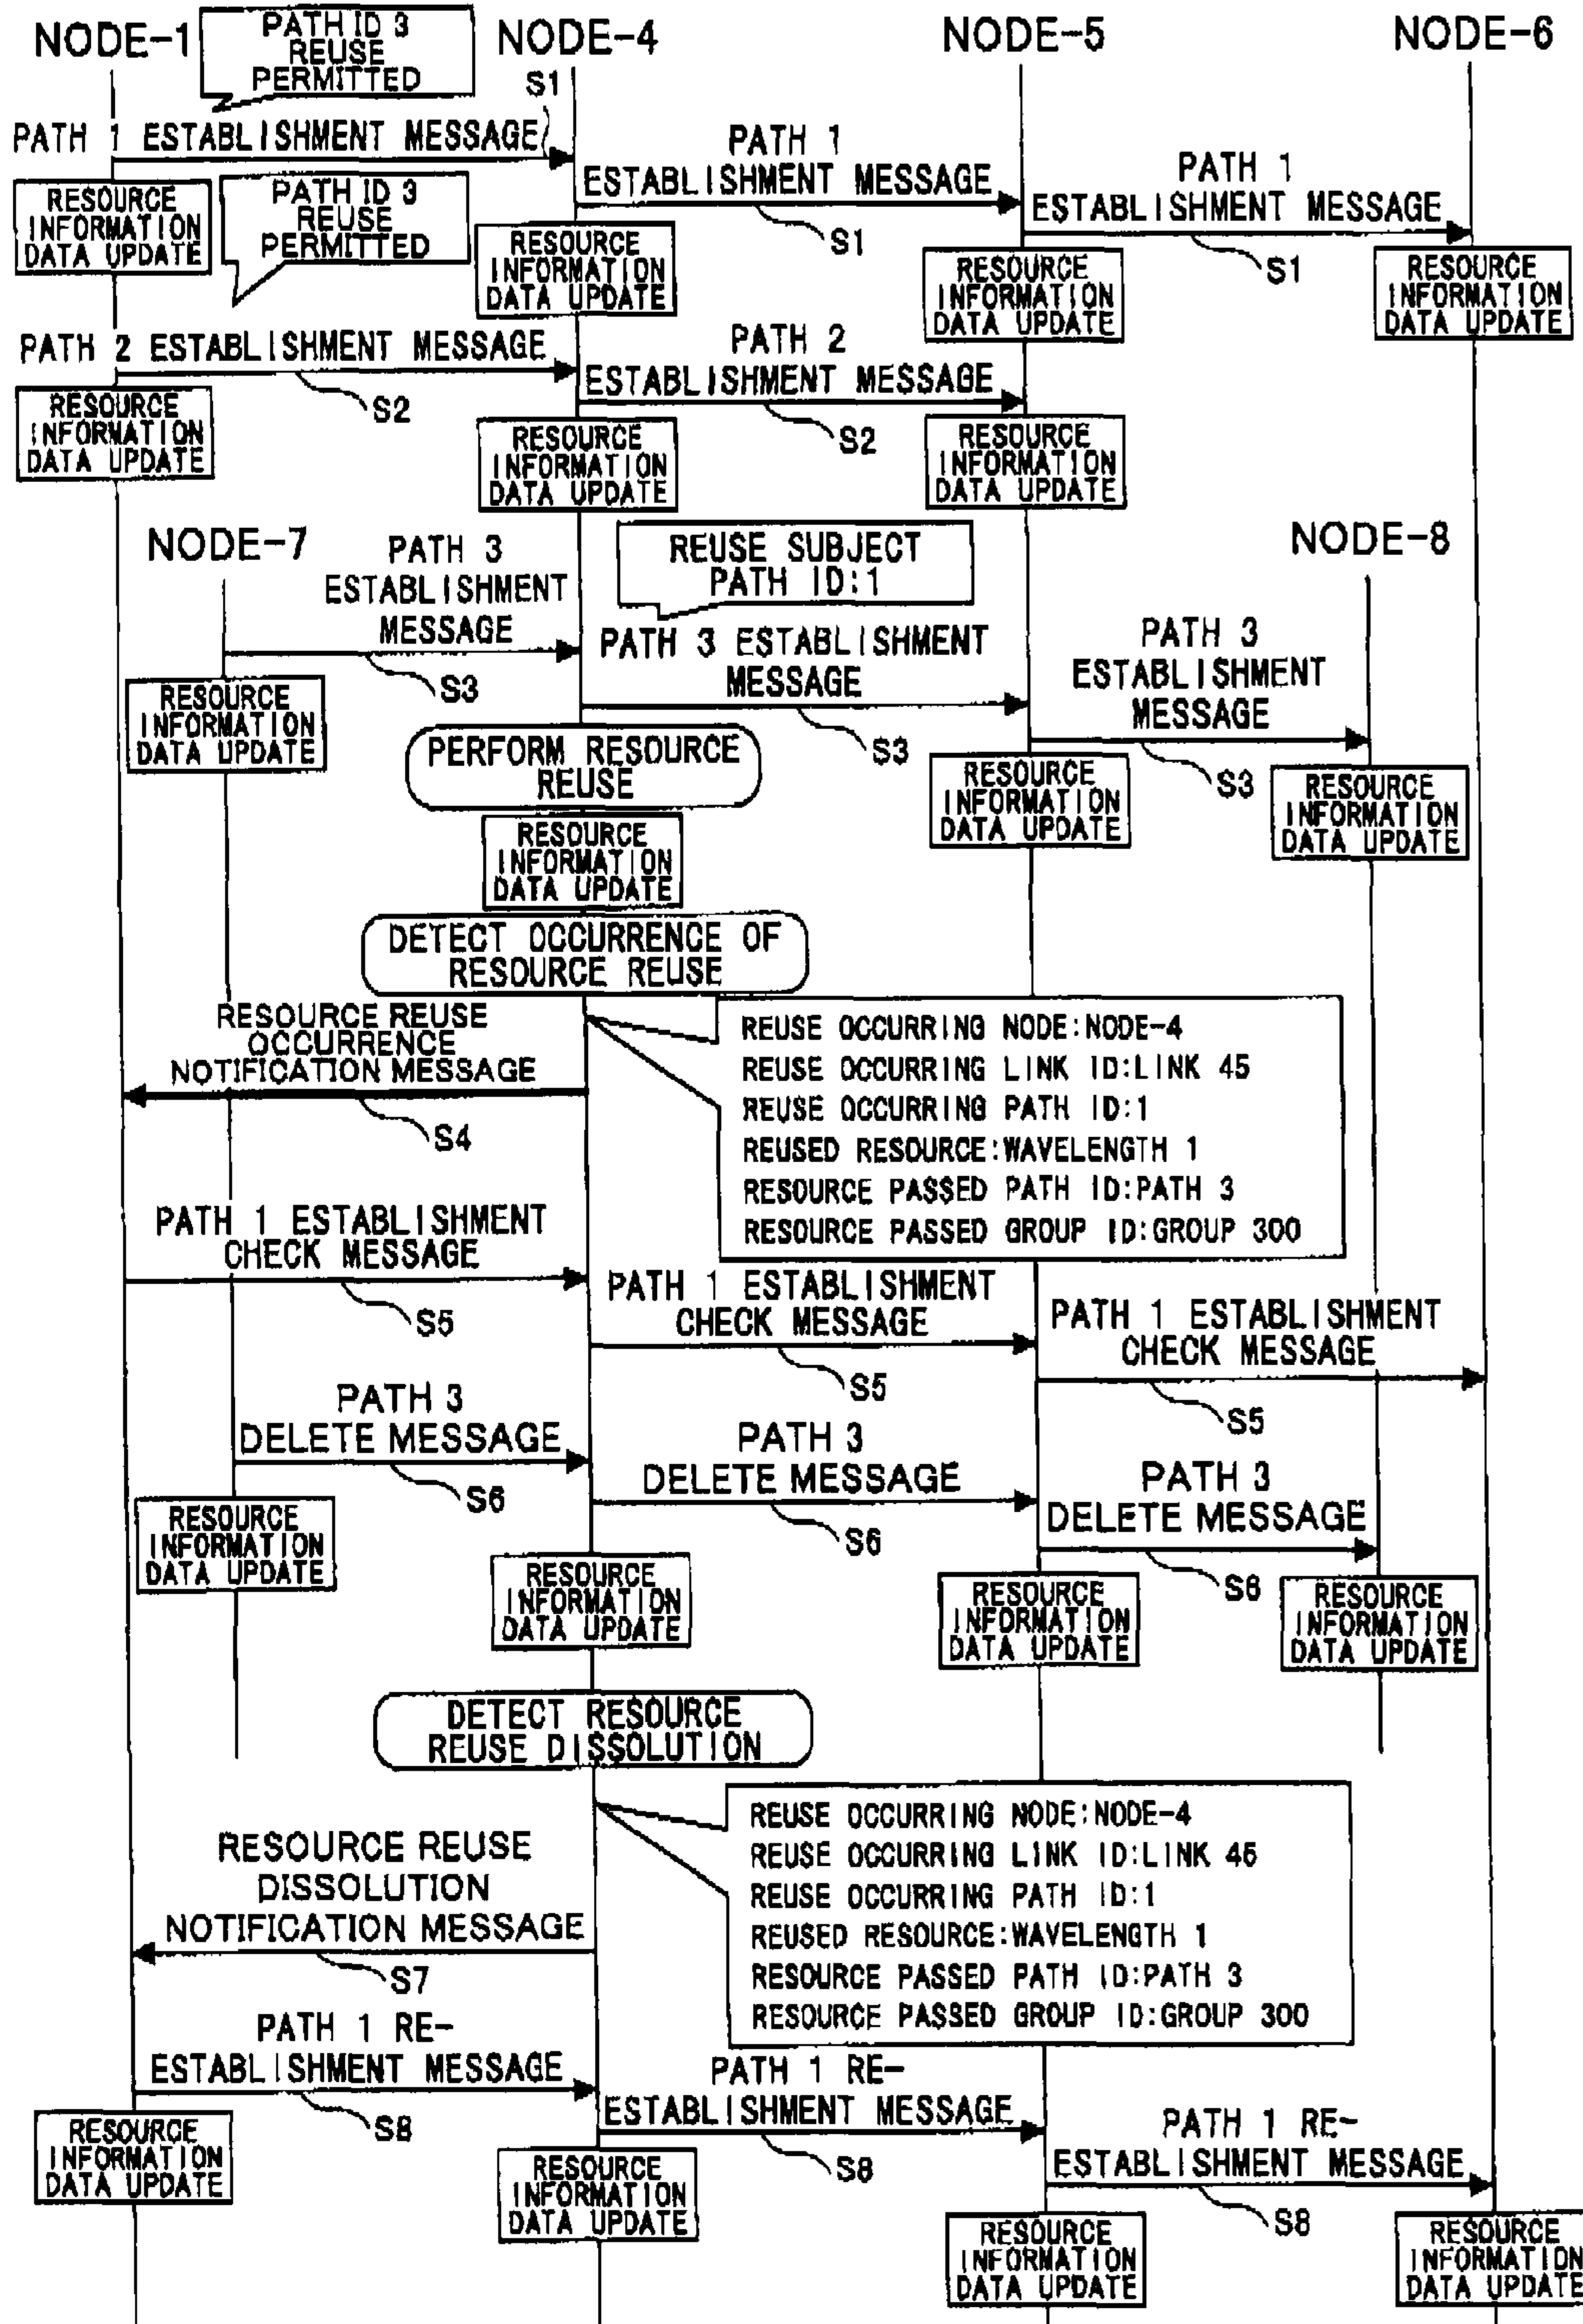 NODE-1
PATH ID 3
REUSE
PERMITTED
NODE-4
NODE-5
NODE-6
S1
PATH 1 ESTABLISHMENT MESSAGE
PATH 1
ESTABLISHMENT MESSAGE
S1
PATH 1
ESTABLISHMENT MESSAGE
S1
RESOURCE
INFORMATION
DATA UPDATE
PATH ID 3
REUSE
PERMITTED
RESOURCE
INFORMATION
DATA UPDATE
RESOURCE
INFORMATION
DATA UPDATE
RESOURCE
INFORMATION
DATA UPDATE
PATH 2 ESTABLISHMENT MESSAGE
S2
PATH 2
ESTABLISHMENT MESSAGE
S2
RESOURCE
INFORMATION
DATA UPDATE
RESOURCE
INFORMATION
DATA UPDATE
RESOURCE
INFORMATION
DATA UPDATE
NODE-7
NODE-8
PATH 3
ESTABLISHMENT
MESSAGE
S3
REUSE SUBJECT
PATH ID:1
PATH 3 ESTABLISHMENT
MESSAGE
S3
PATH 3
ESTABLISHMENT
MESSAGE
S3
RESOURCE
INFORMATION
DATA UPDATE
PERFORM RESOURCE
REUSE
RESOURCE
INFORMATION
DATA UPDATE
RESOURCE
INFORMATION
DATA UPDATE
RESOURCE
INFORMATION
DATA UPDATE
DETECT OCCURRENCE OF
RESOURCE REUSE
RESOURCE REUSE
OCCURRENCE
NOTIFICATION MESSAGE
S4
REUSE OCCURRING NODE:NODE-4
REUSE OCCURRING LINK ID:LINK 45
REUSE OCCURRING PATH ID:1
REUSED RESOURCE:WAVELENGTH 1
RESOURCE PASSED PATH ID:PATH 3
RESOURCE PASSED GROUP ID:GROUP 300
PATH 1 ESTABLISHMENT
CHECK MESSAGE
S5
PATH 1 ESTABLISHMENT
CHECK MESSAGE
S5
PATH 1 ESTABLISHMENT
CHECK MESSAGE
S5
PATH 3
DELETE MESSAGE
S6
PATH 3
DELETE MESSAGE
S6
PATH 3
DELETE MESSAGE
S6
RESOURCE
INFORMATION
DATA UPDATE
RESOURCE
INFORMATION
DATA UPDATE
RESOURCE
INFORMATION
DATA UPDATE
RESOURCE
INFORMATION
DATA UPDATE
DETECT RESOURCE
REUSE DISSOLUTION
RESOURCE REUSE
DISSOLUTION
NOTIFICATION MESSAGE
S7
REUSE OCCURRING NODE:NODE-4
REUSE OCCURRING LINK ID:LINK 45
REUSE OCCURRING PATH ID:1
REUSED RESOURCE:WAVELENGTH 1
RESOURCE PASSED PATH ID:PATH 3
RESOURCE PASSED GROUP ID:GROUP 300
PATH 1 RE-
ESTABLISHMENT MESSAGE
S8
PATH 1 RE-
ESTABLISHMENT MESSAGE
S8
PATH 1 RE-
ESTABLISHMENT MESSAGE
S8
RESOURCE
INFORMATION
DATA UPDATE
RESOURCE
INFORMATION
DATA UPDATE
RESOURCE
INFORMATION
DATA UPDATE
RESOURCE
INFORMATION
DATA UPDATE